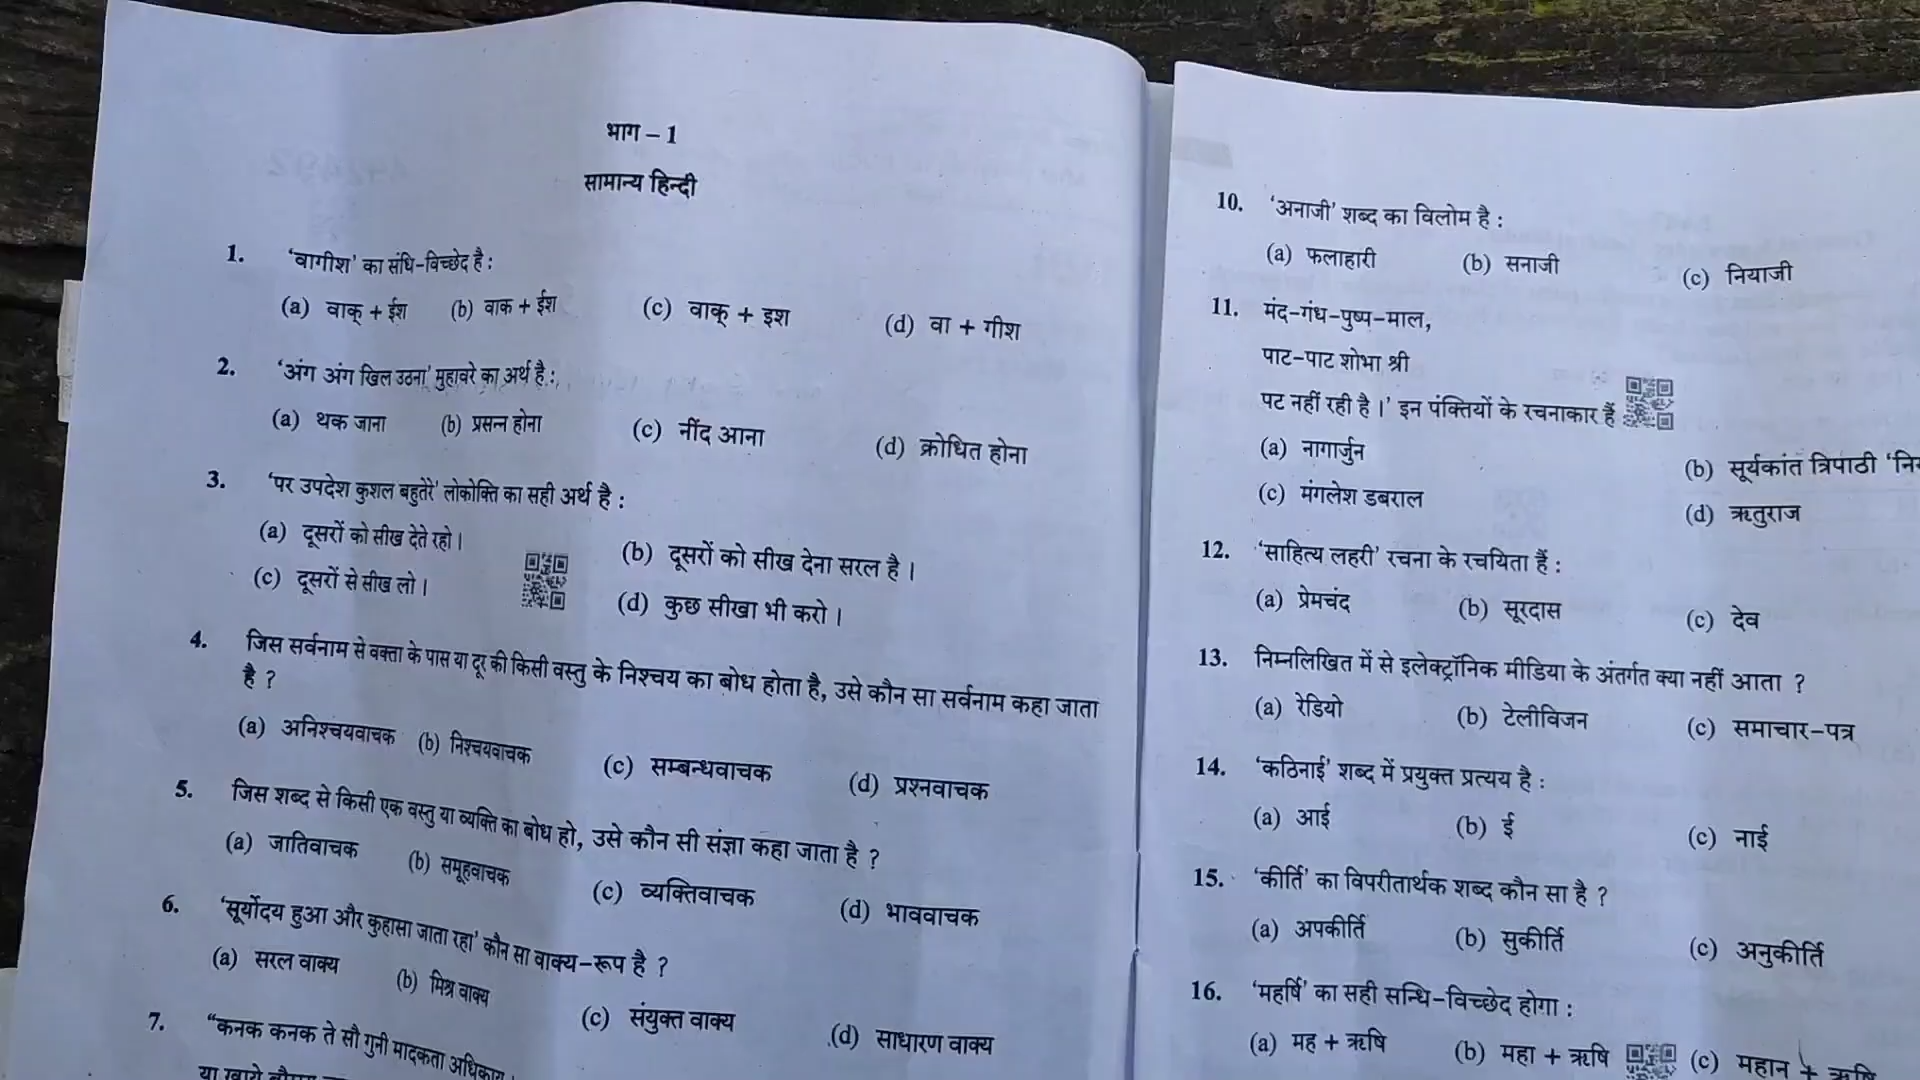 भाग – 1
सामान्य हिन्दी
1. ‘वागीश’ का संधि-विच्छेद है :
(a) वाक् + ईश (b) वाक + ईश (c) वाक् + इश (d) वा + गीश
2. ‘अंग अंग खिल उठना’ मुहावरे का अर्थ है :
(a) थक जाना (b) प्रसन्न होना (c) नींद आना (d) क्रोधित होना
3. ‘पर उपदेश कुशल बहुतेरे’ लोकोक्ति का सही अर्थ है :
(a) दूसरों को सीख देते रहो । (b) दूसरों को सीख देना सरल है ।
(c) दूसरों से सीख लो । (d) कुछ सीखा भी करो ।
4. जिस सर्वनाम से वक्ता के पास या दूर की किसी वस्तु के निश्चय का बोध होता है, उसे कौन सा सर्वनाम कहा जाता
है ?
(a) अनिश्चयवाचक (b) निश्चयवाचक (c) सम्बन्धवाचक (d) प्रश्नवाचक
5. जिस शब्द से किसी एक वस्तु या व्यक्ति का बोध हो, उसे कौन सी संज्ञा कहा जाता है ?
(a) जातिवाचक (b) समूहवाचक (c) व्यक्तिवाचक (d) भाववाचक
6. ‘सूर्योदय हुआ और कुहासा जाता रहा’ कौन सा वाक्य-रूप है ?
(a) सरल वाक्य (b) मिश्र वाक्य (c) संयुक्त वाक्य (d) साधारण वाक्य
7. “कनक कनक ते सौ गुनी मादकता अधिकाय ।
या खाये
10. ‘अनाजी’ शब्द का विलोम है :
(a) फलाहारी (b) सनाजी (c) नियाजी
11. मंद-गंध-पुष्प-माल,
पाट-पाट शोभा श्री
पट नहीं रही है ।’ इन पंक्तियों के रचनाकार हैं
(a) नागार्जुन (b) सूर्यकांत त्रिपाठी
(c) मंगलेश डबराल (d) ऋतुराज
12. ‘साहित्य लहरी’ रचना के रचयिता हैं :
(a) प्रेमचंद (b) सूरदास (c) देव
13. निम्नलिखित में से इलेक्ट्रॉनिक मीडिया के अंतर्गत क्या नहीं आता ?
(a) रेडियो (b) टेलीविजन (c) समाचार-पत्र
14. ‘कठिनाई’ शब्द में प्रयुक्त प्रत्यय है :
(a) आई (b) ई (c) नाई
15. ‘कीर्ति’ का विपरीतार्थक शब्द कौन सा है ?
(a) अपकीर्ति (b) सुकीर्ति (c) अनुकीर्ति
16. ‘महर्षि’ का सही सन्धि-विच्छेद होगा :
(a) मह + ऋषि (b) महा + ऋषि (c) महान + ऋषि